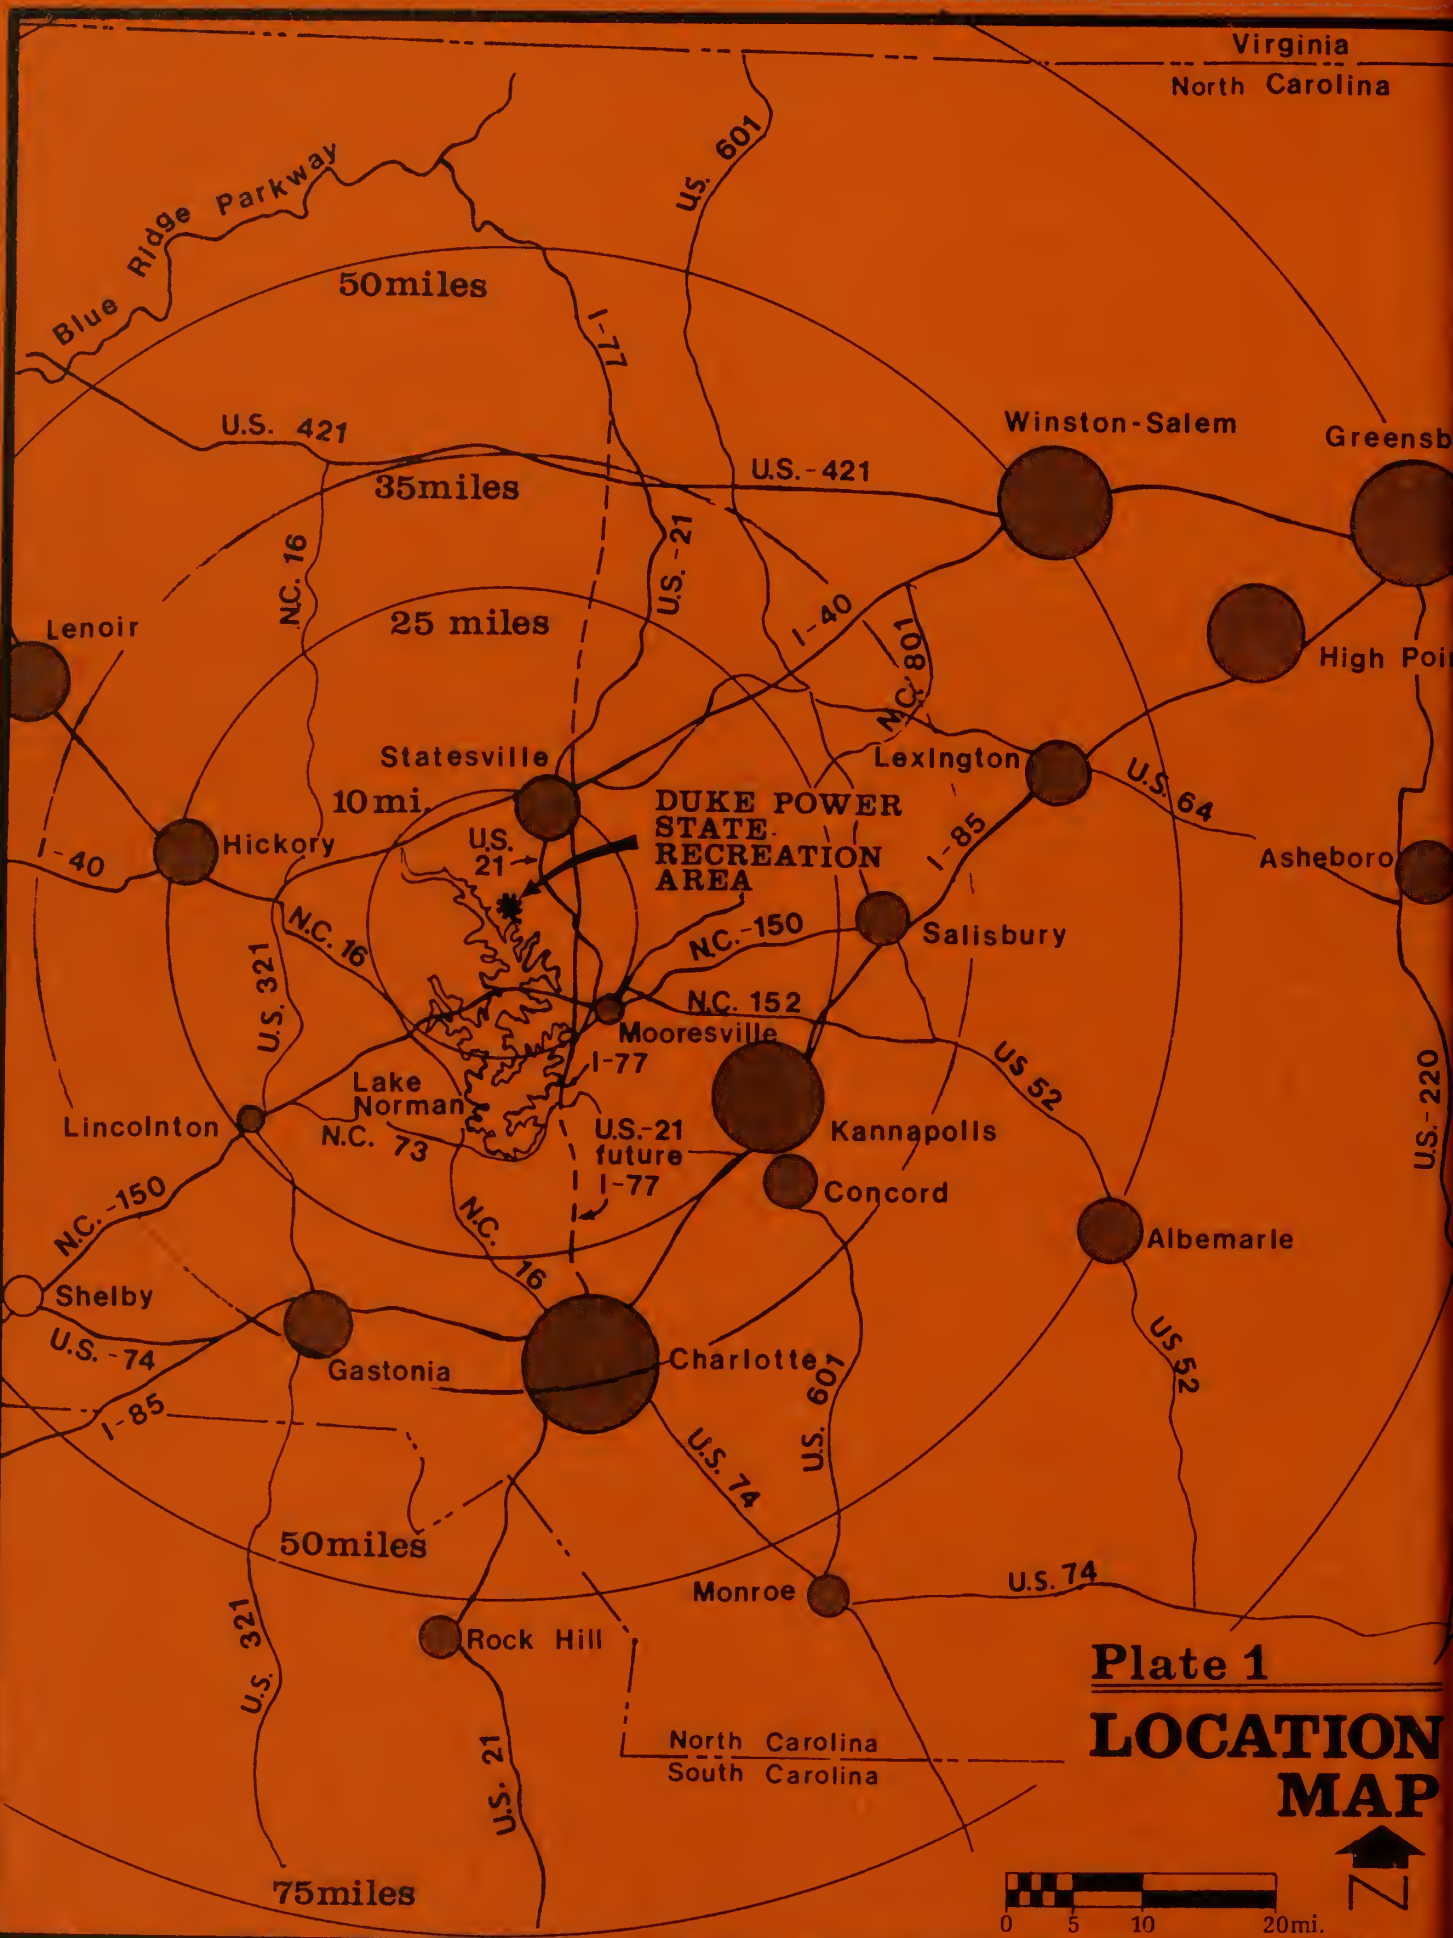 Virginia
North Carolina
U.S. 601
Blue Ridge Parkway
50miles
I-77
Winston-Salem
U.S. 421
Greensb
U.S.-421
35miles
N.C. 16
U.S.-21
25 miles
I-40
Lenoir
N.C. 801
High Poi
Statesville
Lexington
U.S. 64
10mi.
DUKE POWER
STATE
RECREATION
AREA
U.S.
21
Hickory
I-40
I-85
Asheboro
N.C. 16
N.C.-150
Salisbury
U.S. 321
N.C. 152
Mooresville
I-77
US 52
Lake
Norman
U.S.-220
Lincolnton
N.C. 73
U.S.-21
future
I-77
Kannapolis
Concord
N.C.-150
N.C. 16
Albemarle
Shelby
U.S.-74
Gastonia
Charlotte
U.S. 601
US 52
I-85
U.S. 74
50miles
Monroe
U.S. 74
U.S. 321
Rock Hill
Plate 1
LOCATION
MAP
North Carolina
South Carolina
U.S. 21
75miles
N
0 5 10 20mi.